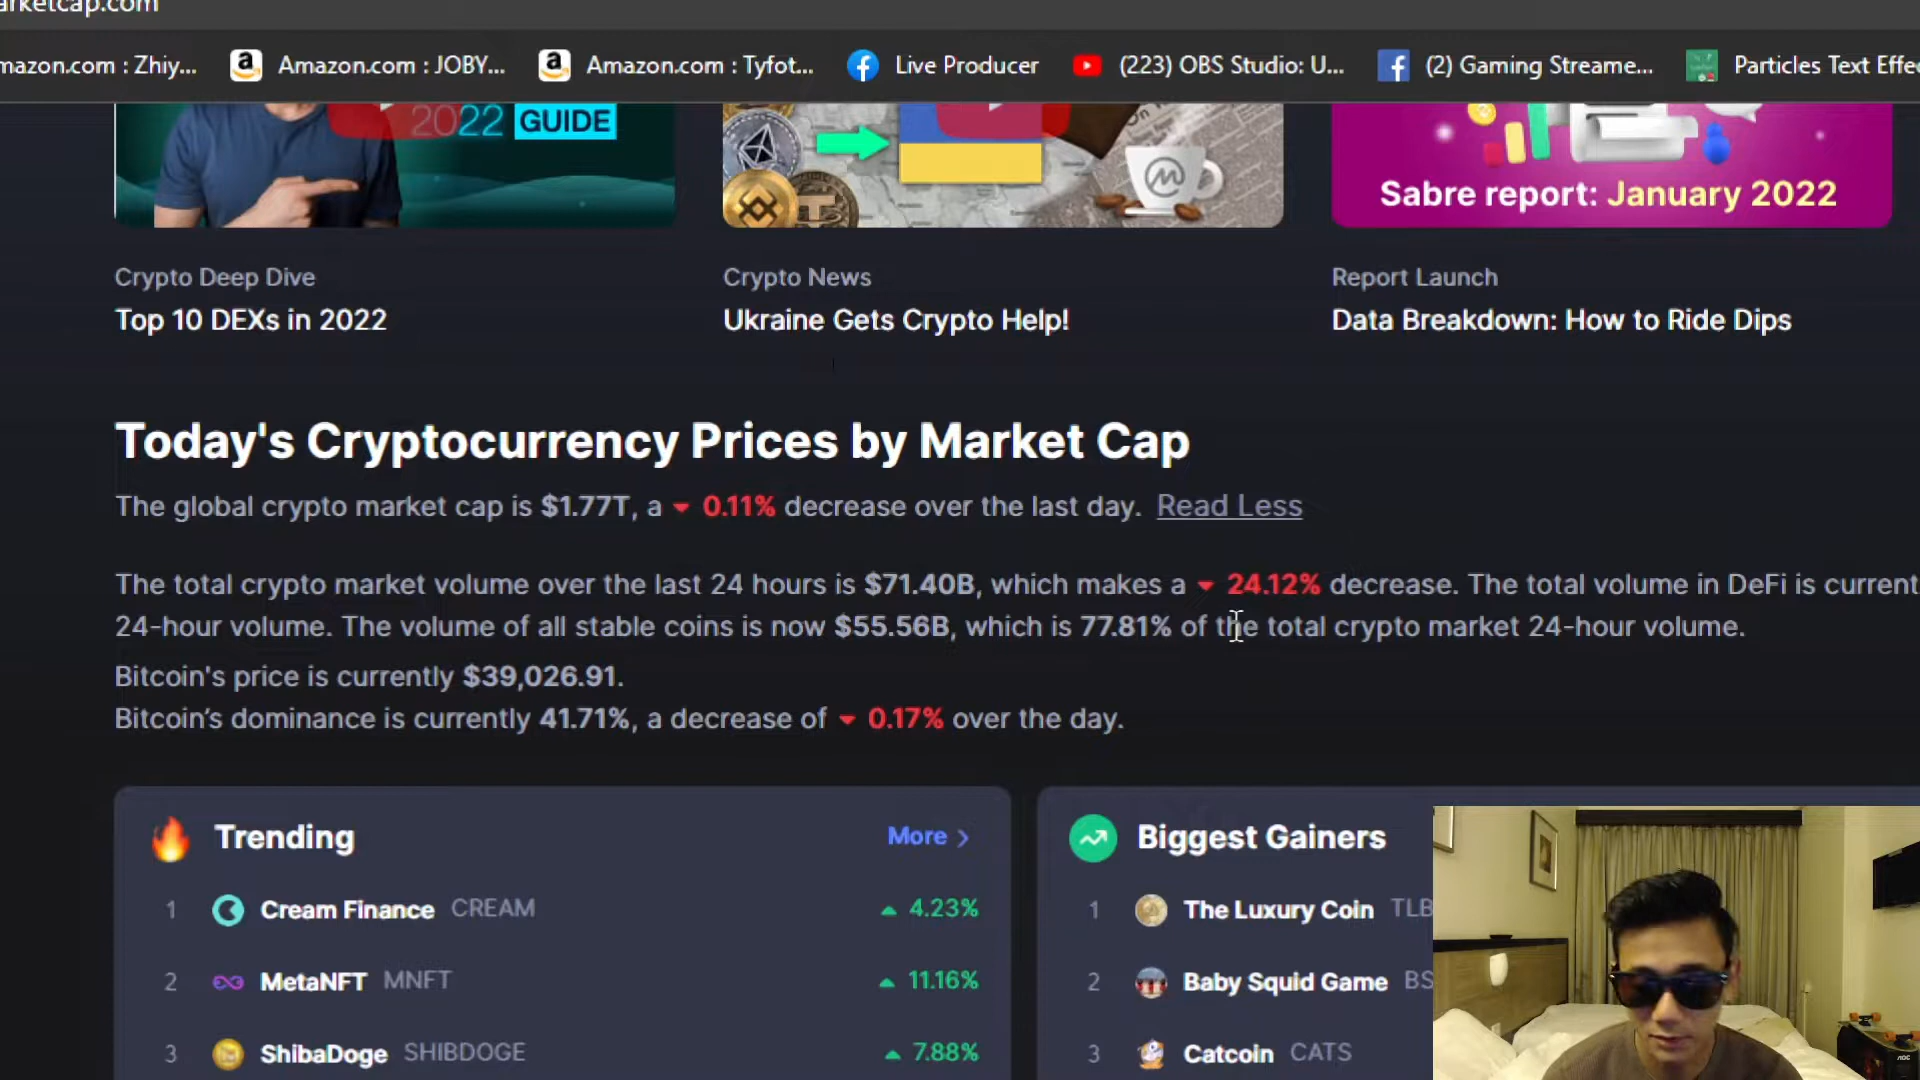 arketcap.com
mazon.com : Zhiy... Amazon.com : JOBY... Amazon.com : Tyfot... Live Producer (223) OBS Studio: U... (2) Gaming Streame... Particles Text Effe
2022 GUIDE
Sabre report: January 2022
Crypto Deep Dive
Top 10 DEXs in 2022
Crypto News
Ukraine Gets Crypto Help!
Report Launch
Data Breakdown: How to Ride Dips
Today's Cryptocurrency Prices by Market Cap
The global crypto market cap is $1.77T, a 0.11% decrease over the last day. Read Less
The total crypto market volume over the last 24 hours is $71.40B, which makes a 24.12% decrease. The total volume in DeFi is current
24-hour volume. The volume of all stable coins is now $55.56B, which is 77.81% of the total crypto market 24-hour volume.
Bitcoin's price is currently $39,026.91.
Bitcoin's dominance is currently 41.71%, a decrease of 0.17% over the day.
Trending More
1 Cream Finance CREAM 4.23%
2 MetaNFT MNFT 11.16%
3 ShibaDoge SHIBDOGE 7.88%
Biggest Gainers
1 The Luxury Coin TLB
2 Baby Squid Game BS
3 Catcoin CATS
AOC